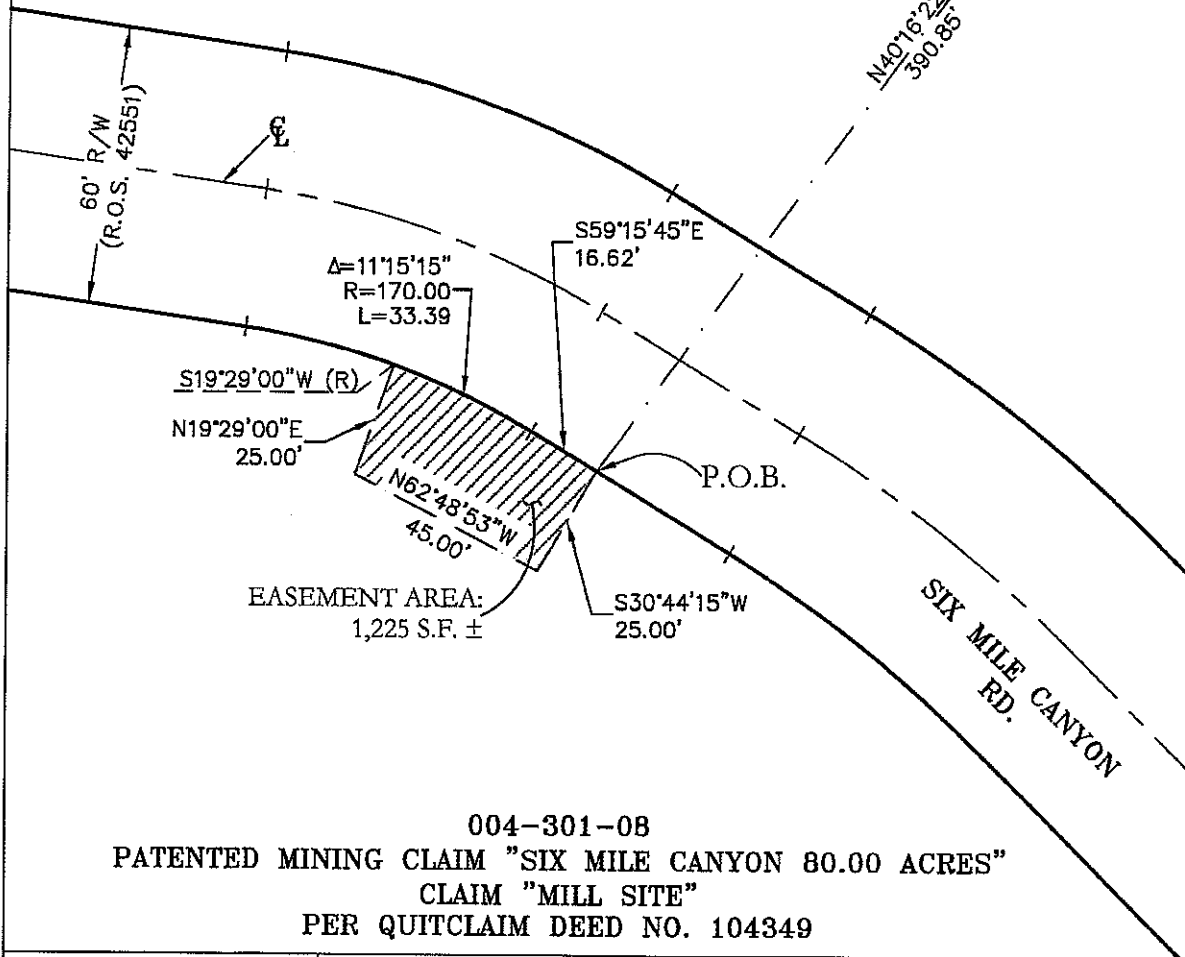 N40°16'22
390.85'
60' R/W
(R.O.S. 42551)
℄
S59°15'45"E
16.62'
Δ=11°15'15"
R=170.00
L=33.39
S19°29'00"W (R)
N19°29'00"E
25.00'
P.O.B.
N62°48'53"W
45.00'
EASEMENT AREA:
1,225 S.F. ±
S30°44'15"W
25.00'
SIX MILE CANYON
RD.
004-301-08
PATENTED MINING CLAIM "SIX MILE CANYON 80.00 ACRES"
CLAIM "MILL SITE"
PER QUITCLAIM DEED NO. 104349